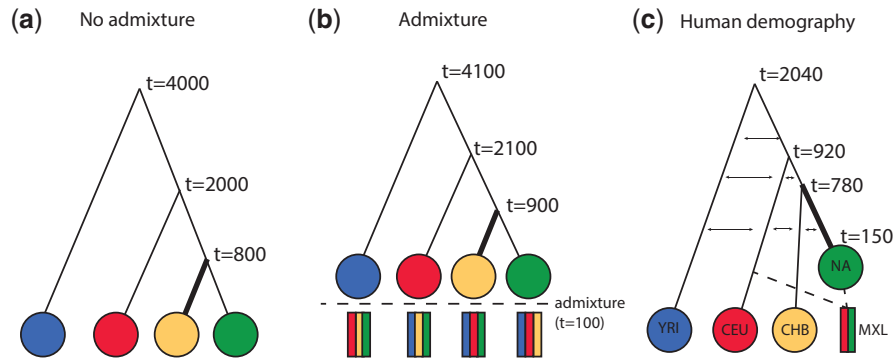 (a) No admixture
t=4000
t=2000
t=800
(b) Admixture
t=4100
t=2100
t=900
admixture
(t=100)
(c) Human demography
t=2040
t=920
t=780
t=150
NA
YRI CEU CHB MXL